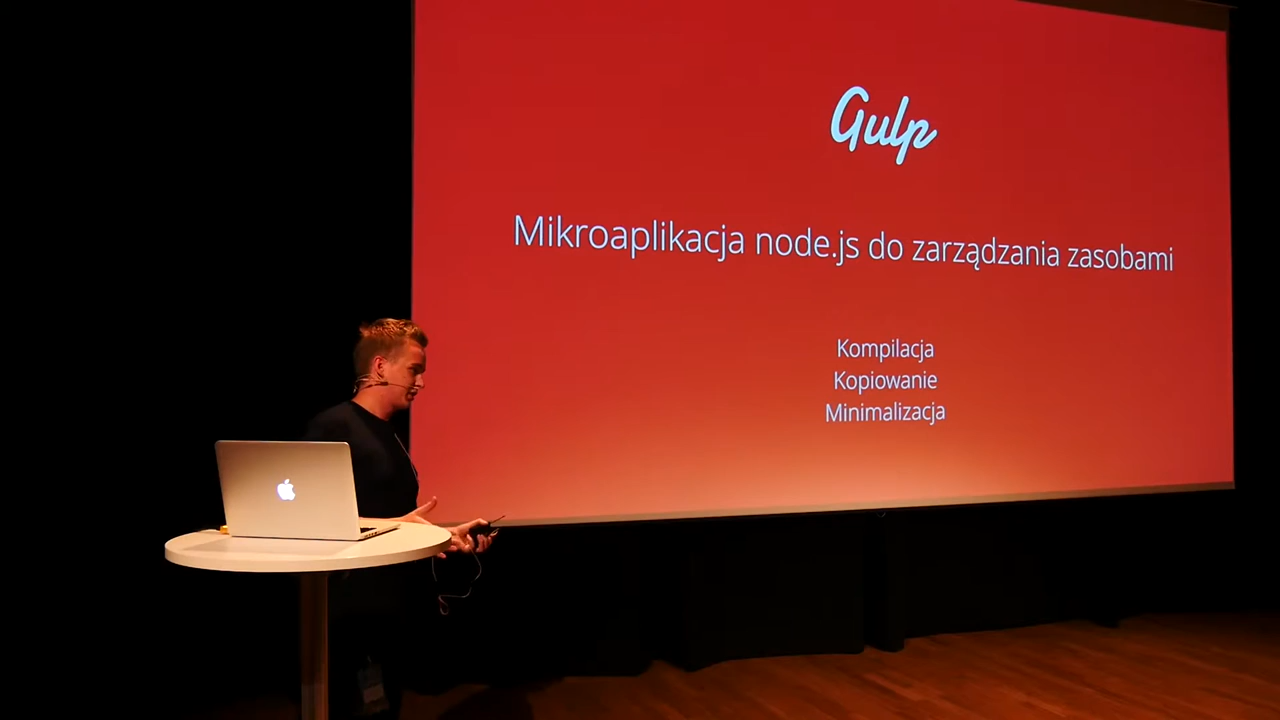 Gulp
Mikroaplikacja node.js do zarządzania zasobami
Kompilacja
Kopiowanie
Minimalizacja